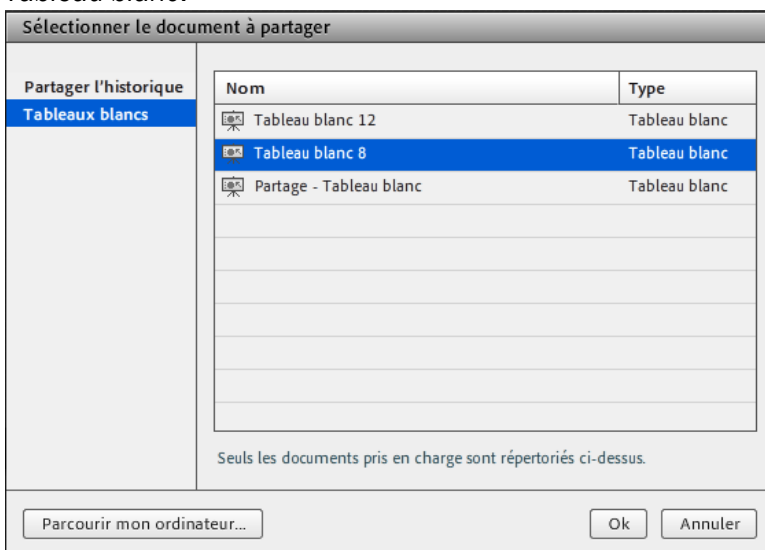 Sélectionner le document à partager
Partager l'historique
Tableaux blancs
Nom Type
Tableau blanc 12 Tableau blanc
Tableau blanc 8 Tableau blanc
Partage - Tableau blanc Tableau blanc
Seuls les documents pris en charge sont répertoriés ci-dessus.
Parcourir mon ordinateur... Ok Annuler